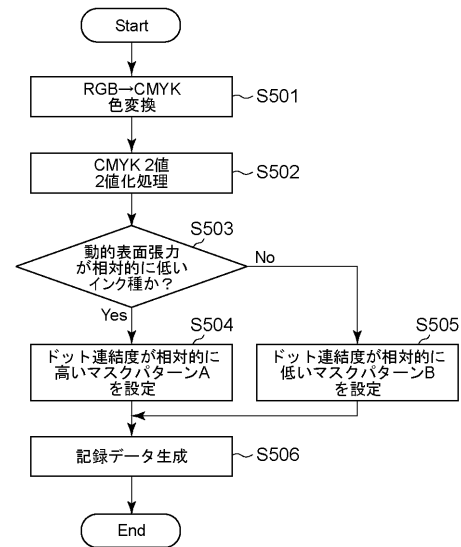 Start
RGB→CMYK
色変換
S501
CMYK 2値
2値化処理
S502
S503
動的表面張力
が相対的に低い
インク種か？
No
Yes
S504
ドット連結度が相対的に
高いマスクパターンA
を設定
S505
ドット連結度が相対的に
低いマスクパターンB
を設定
記録データ生成
S506
End